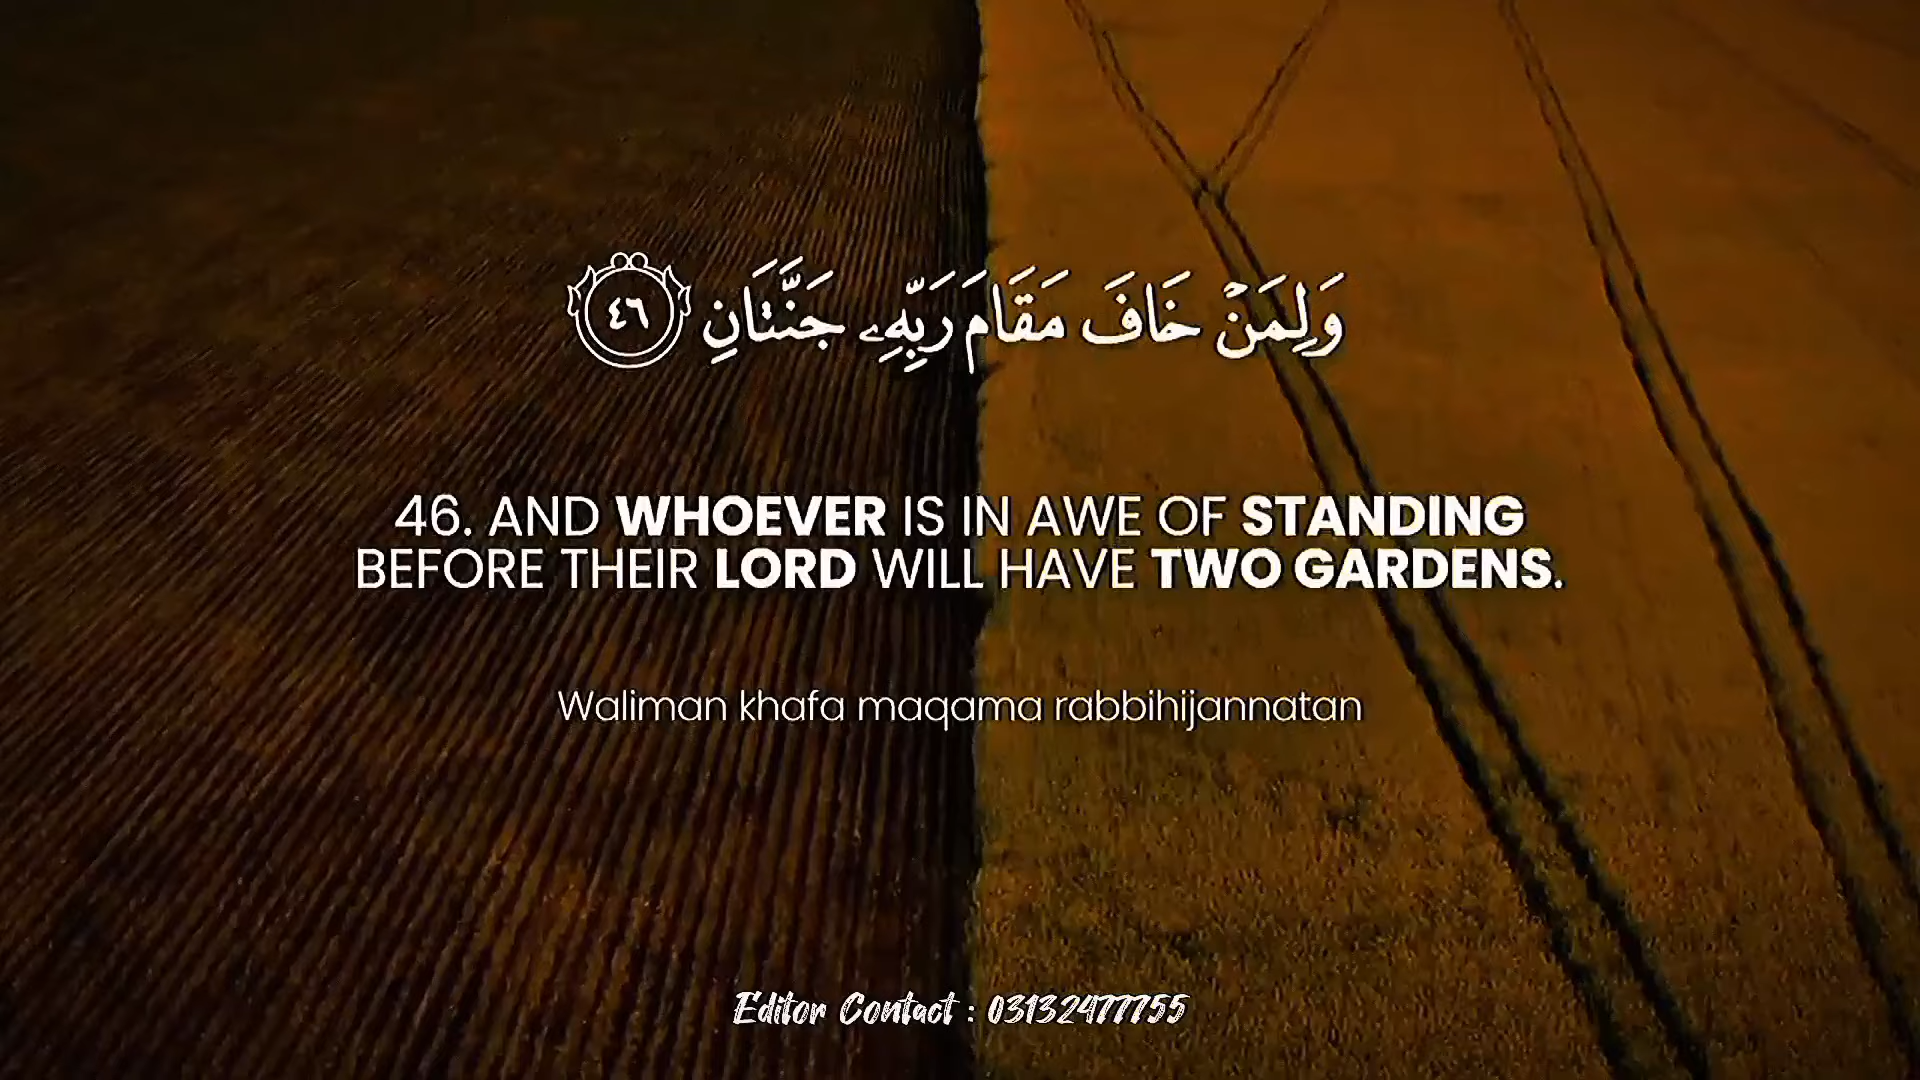 وَلِمَنْ خَافَ مَقَامَ رَبِّهِۦ جَنَّتَانِ ٤٦
46. AND WHOEVER IS IN AWE OF STANDING
BEFORE THEIR LORD WILL HAVE TWO GARDENS.
Waliman khafa maqama rabbihijannatan
Editor Contact : 03132477755